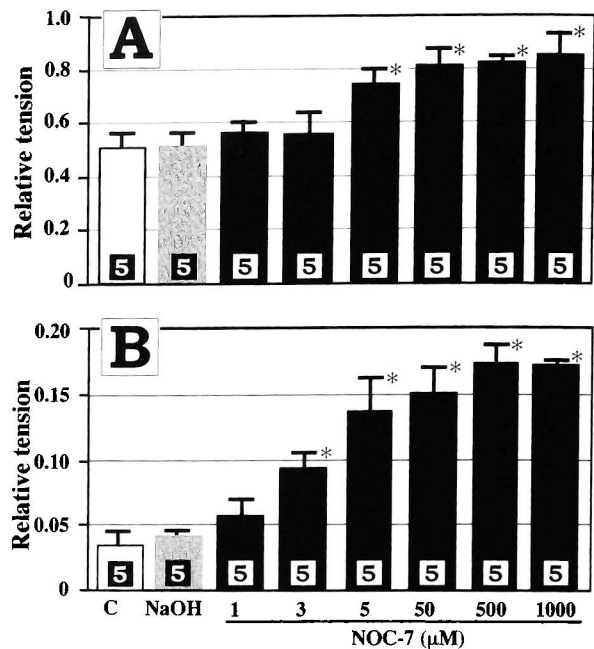 A
Relative tension
1.0
0.8
0.6
0.4
0.2
0
* * * *
5 5 5 5 5 5 5 5
B
Relative tension
0.20
0.15
0.10
0.05
0
* * * * *
5 5 5 5 5 5 5 5
C NaOH 1 3 5 50 500 1000
NOC-7 (μM)